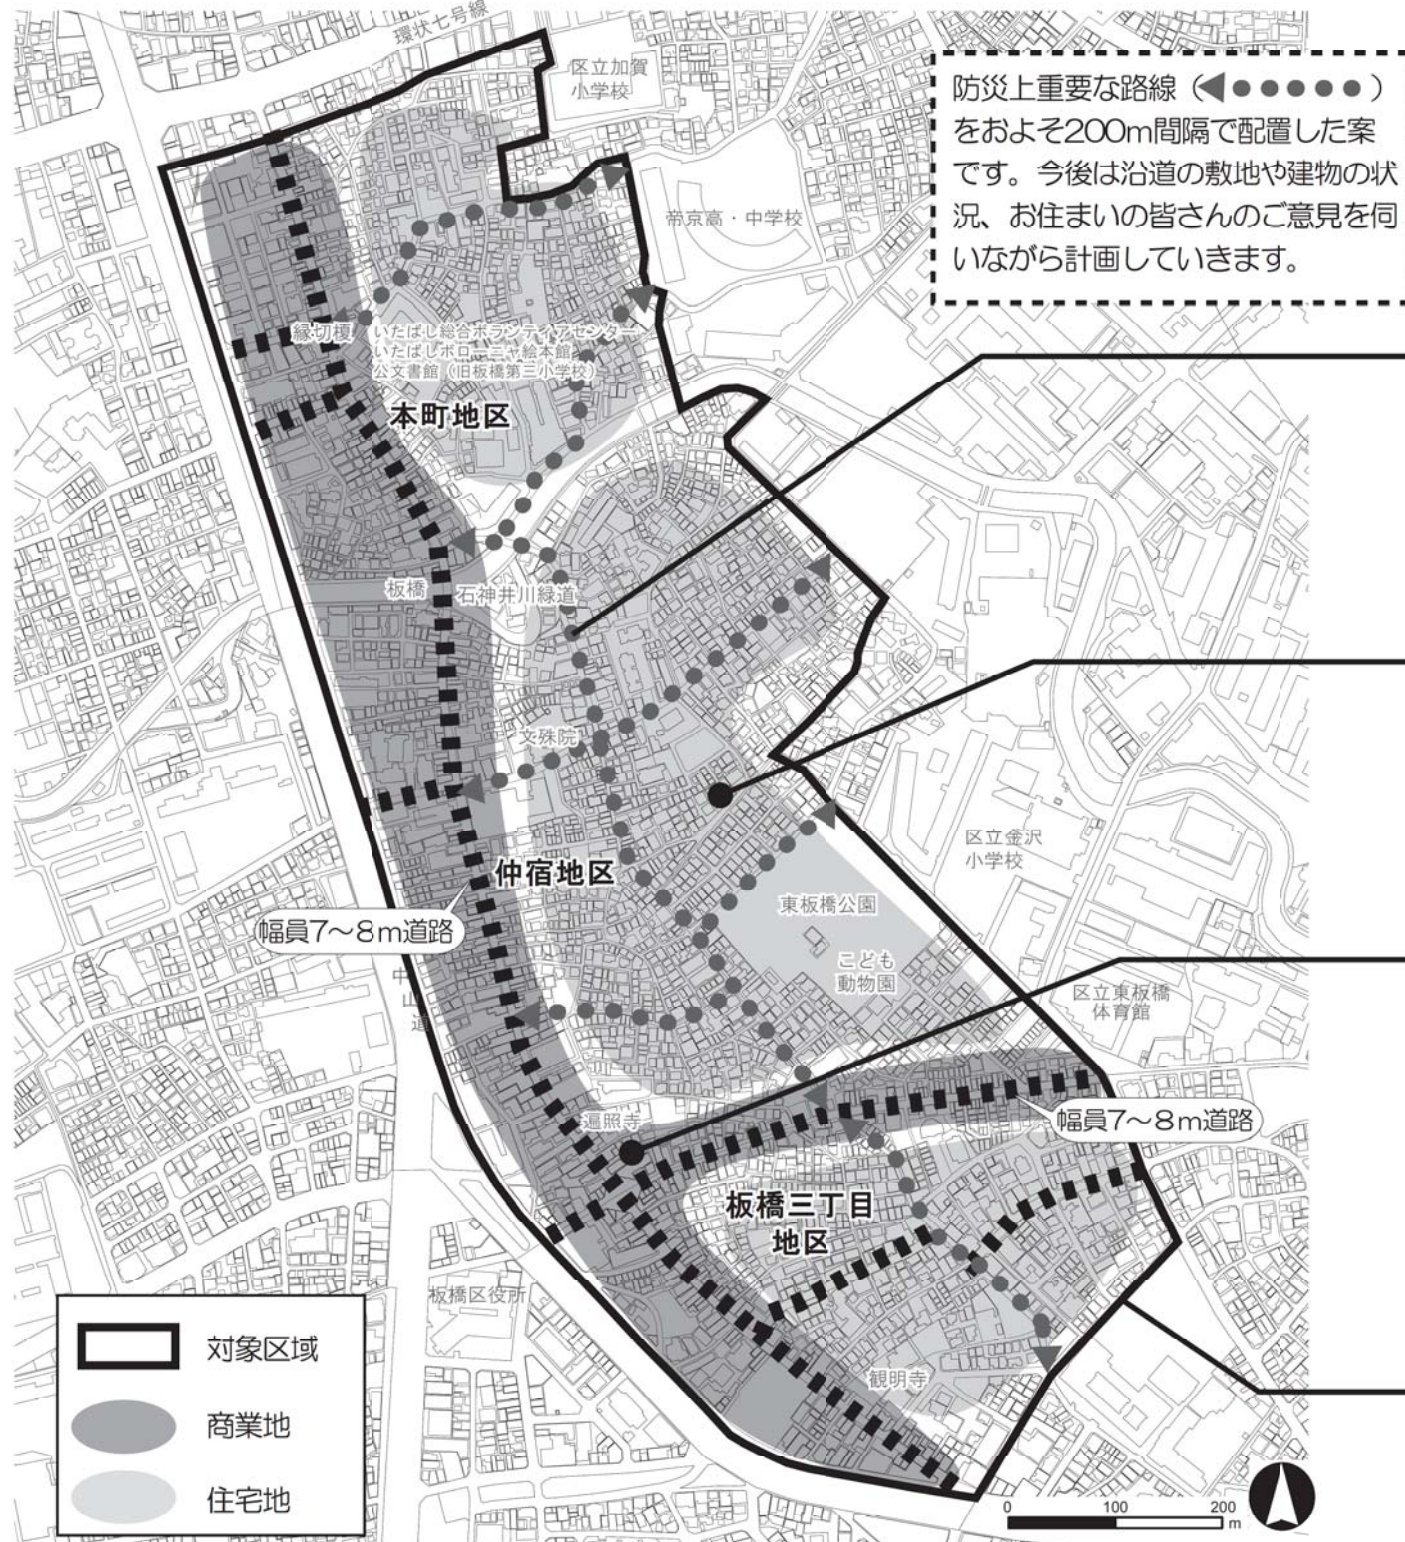 環状七号線
区立加賀
小学校
防災上重要な路線（◀●●●●●）
をおよそ200m間隔で配置した案
です。今後は沿道の敷地や建物の状
況、お住まいの皆さんのご意見を伺
いながら計画していきます。
帝京高・中学校
縁切榎
いたばし総合ボランティアセンター
いたばしボローニャ絵本館
公文書館（旧板橋第三小学校）
本町地区
板橋
石神井川緑道
文殊院
仲宿地区
区立金沢
小学校
幅員7～8m道路
東板橋公園
こども
動物園
中山道
区立東板橋
体育館
遍照寺
幅員7～8m道路
板橋三丁目
地区
板橋区役所
観明寺
対象区域
商業地
住宅地
0 100 200
m